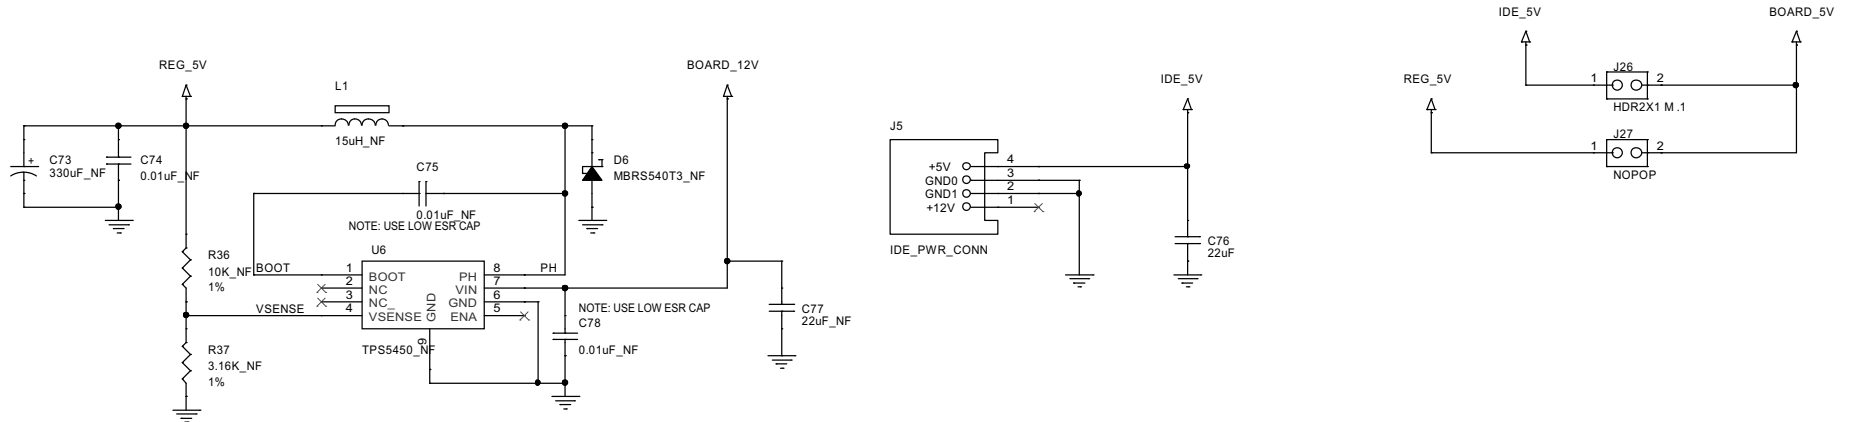 REG_5V
L1
15uH_NF
BOARD_12V
+
C73
330uF_NF
C74
0.01uF_NF
C75
0.01uF_NF
NOTE: USE LOW ESR CAP
D6
MBRS540T3_NF
R36
10K_NF
1%
BOOT
VSENSE
R37
3.16K_NF
1%
U6
1
2
3
4
BOOT
NC
NC_
VSENSE
GND
9
PH
VIN
GND
ENA
8
7
6
5
PH
TPS5450_NF
NOTE: USE LOW ESR CAP
C78
0.01uF_NF
C77
22uF_NF
J5
+5V
GND0
GND1
+12V
4
3
2
1
IDE_PWR_CONN
IDE_5V
C76
22uF
IDE_5V
BOARD_5V
REG_5V
J26
1
2
HDR2X1 M .1
J27
1
2
NOPOP